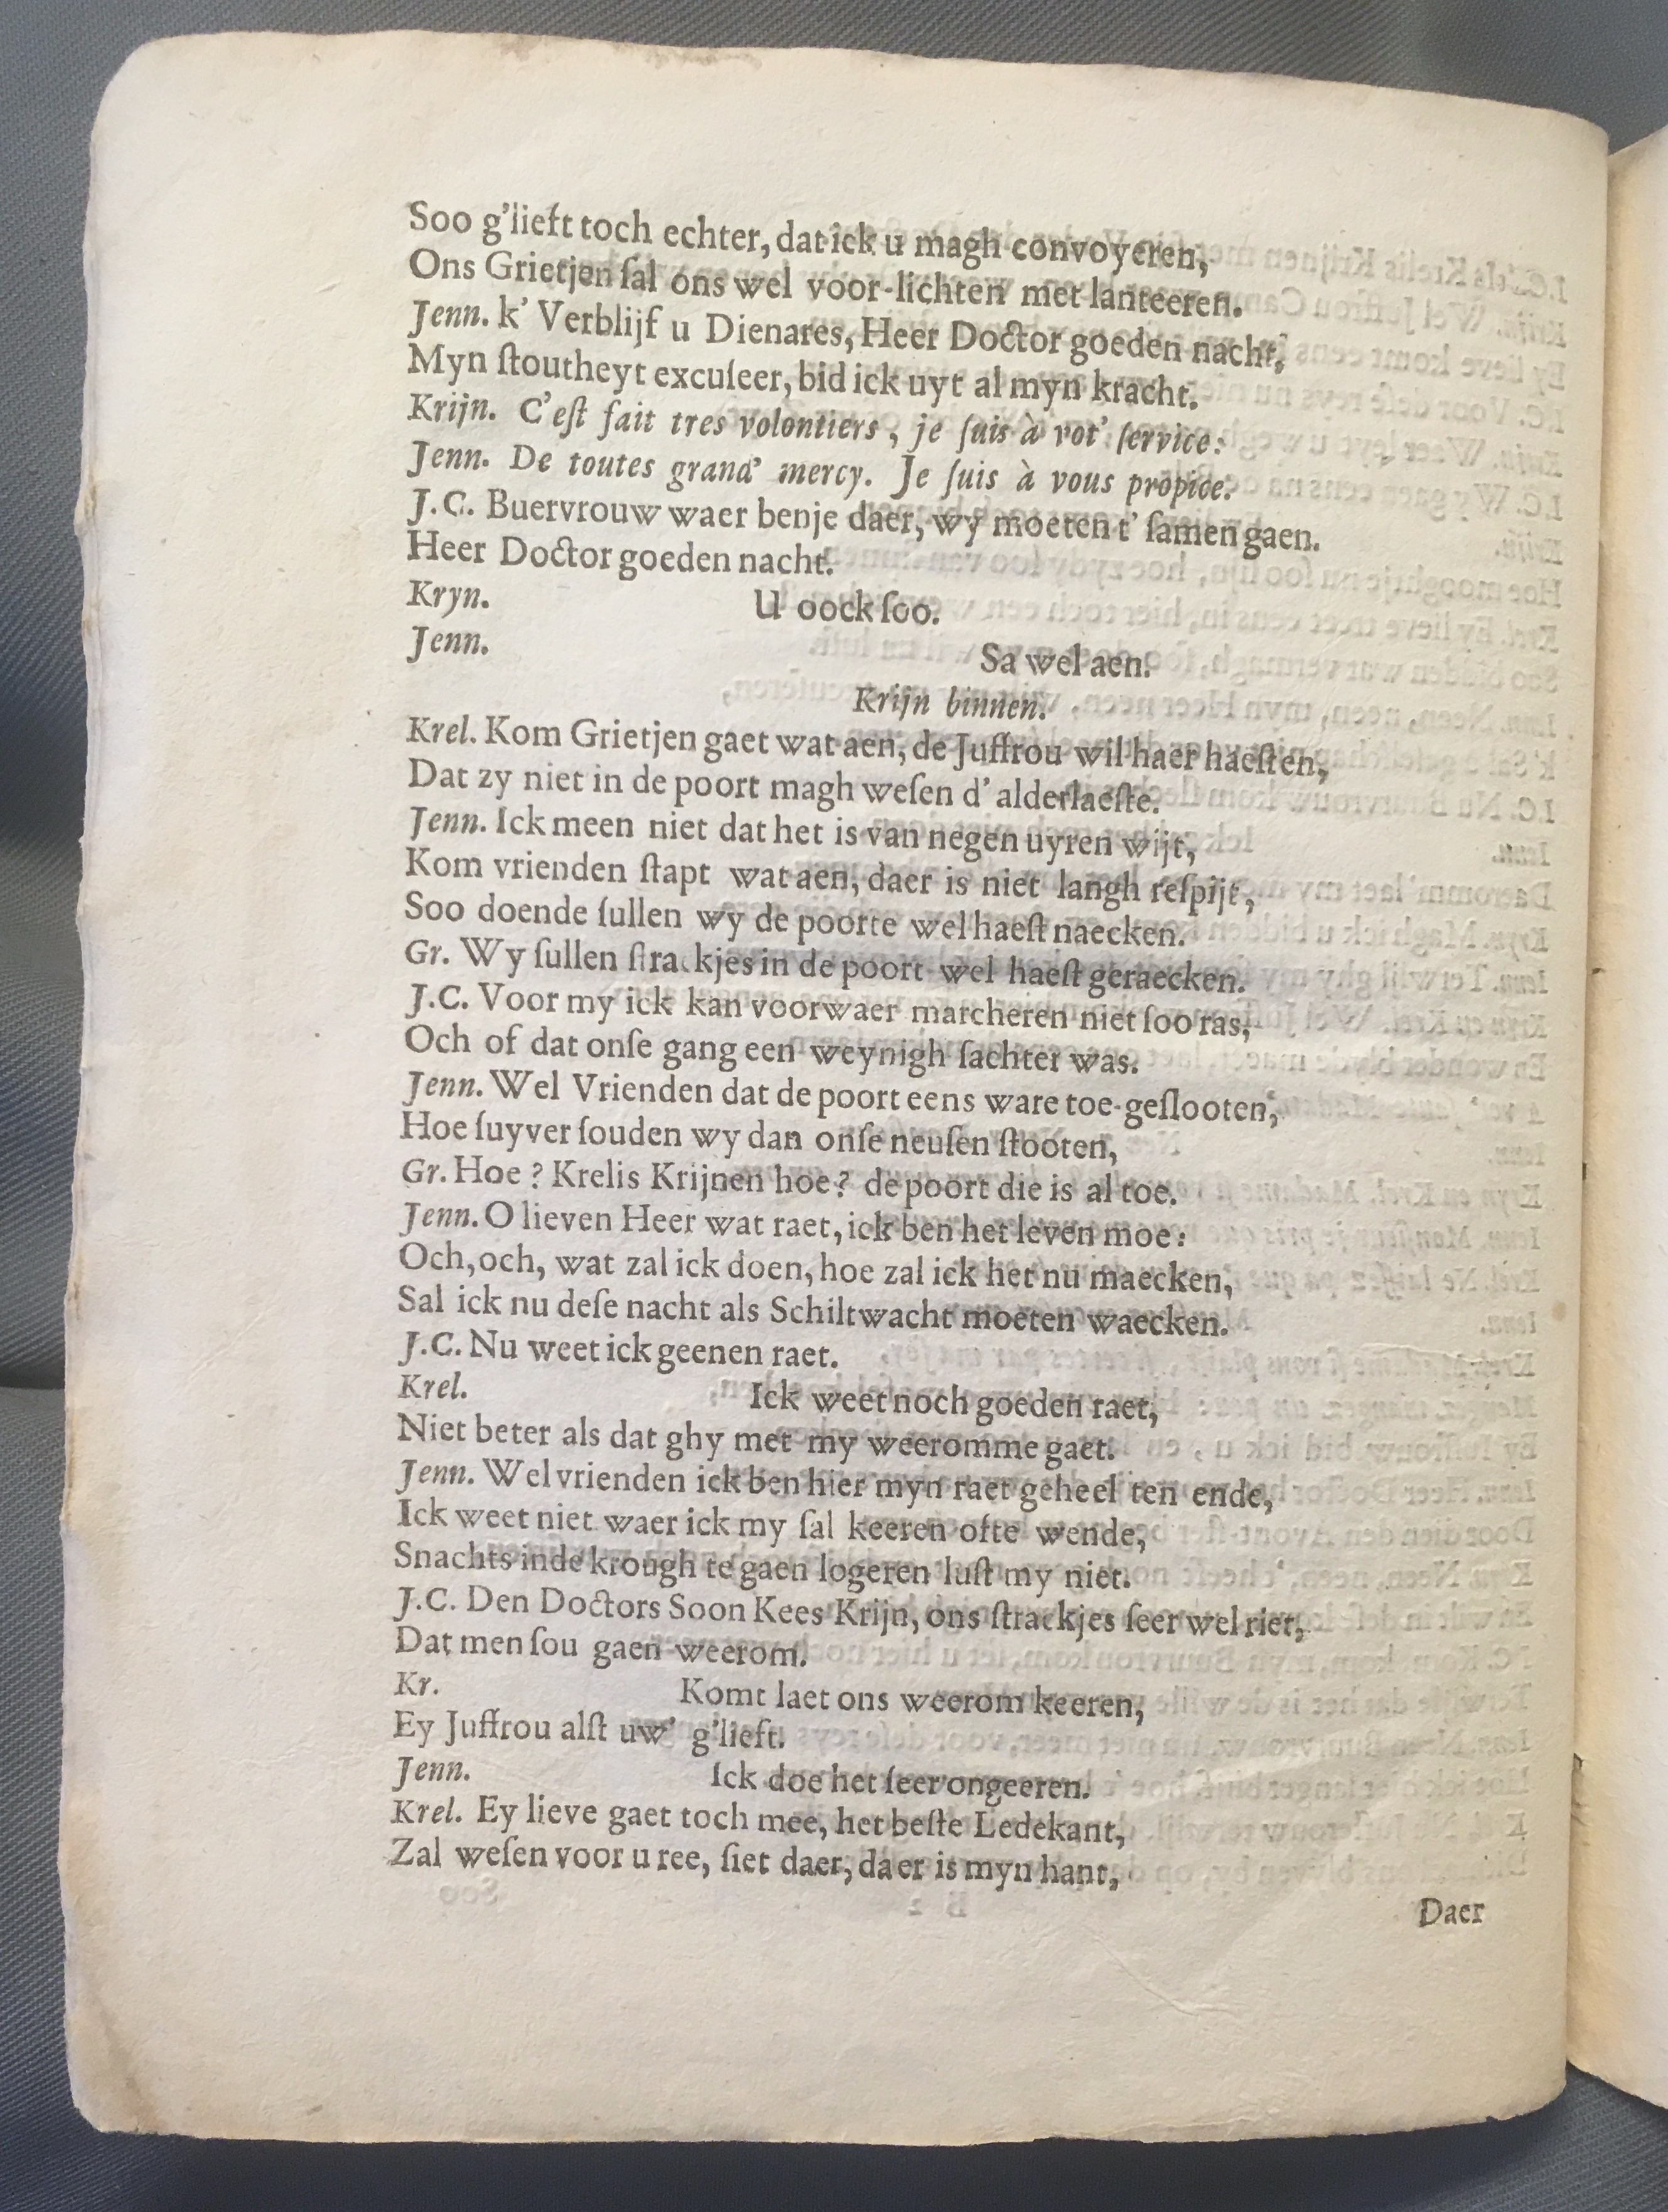 Soo g'lieft toch echter, dat ick u magh convoyeren,
Ons Grietjen ſal ons wel voor-lichten met lanteeren.
Jenn. k' Verblijf u Dienares, Heer Doctor goeden nacht,
Myn ſtoutheyt excuſeer, bid ick uyt al myn kracht.
Krijn. C'eſt fait tres volontiers, je ſuis à vot' ſervice:
Jenn. De toutes grand' mercy. Je ſuis à vous propice.
J.C. Buervrouw waer benje daer, wy moeten t' ſamen gaen.
Heer Doctor goeden nacht.
Kryn. U oock ſoo.
Jenn. Sa wel aen.
Krijn binnen.
Krel. Kom Grietjen gaet wat aen, de Juffrou wil haer haeſten,
Dat zy niet in de poort magh weſen d' alderlaeſte.
Jenn. Ick meen niet dat het is van negen uyren wijt,
Kom vrienden ſtapt wat aen, daer is niet langh reſpijt,
Soo doende ſullen wy de poorte wel haeſt naecken.
Gr. Wy ſullen ſtrackjes in de poort wel haeſt geraecken.
J.C. Voor my ick kan voorwaer marcheren niet ſoo ras,
Och of dat onſe gang een weynigh ſachter was.
Jenn. Wel Vrienden dat de poort eens ware toe-geſlooten,
Hoe ſuyver ſouden wy dan onſe neuſen ſtooten,
Gr. Hoe? Krelis Krijnen hoe? de poort die is al toe.
Jenn. O lieven Heer wat raet, ick ben het leven moe:
Och, och, wat zal ick doen, hoe zal ick het nu maecken,
Sal ick nu deſe nacht als Schiltwacht moeten waecken.
J.C. Nu weet ick geenen raet.
Krel. Ick weet noch goeden raet,
Niet beter als dat ghy met my weeromme gaet.
Jenn. Wel vrienden ick ben hier myn raet geheel ten ende,
Ick weet niet waer ick my ſal keeren ofte wende,
Snachts inde krough te gaen logeren luſt my niet.
J.C. Den Doctors Soon Kees Krijn, ons ſtrackjes ſeer wel riet,
Dat men ſou gaen weerom.
Kr. Komt laet ons weerom keeren,
Ey Juffrou alſt uw' g'lieft.
Jenn. Ick doe het ſeer ongeeren.
Krel. Ey lieve gaet toch mee, het beſte Ledekant,
Zal weſen voor u ree, ſiet daer, daer is myn hant,
Daer